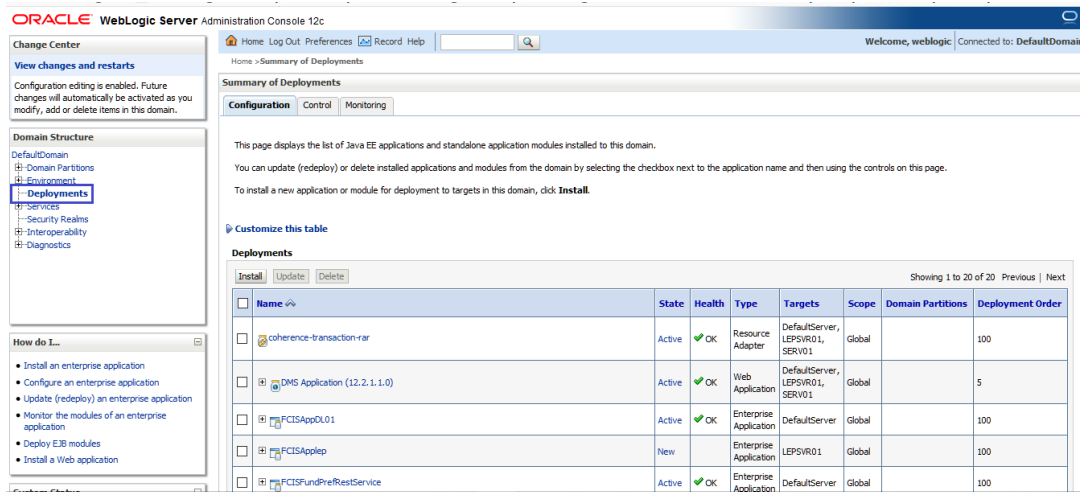 ORACLE WebLogic Server Administration Console 12c
Change Center
View changes and restarts
Configuration editing is enabled. Future
changes will automatically be activated as you
modify, add or delete items in this domain.
Domain Structure
DefaultDomain
Domain Partitions
Environment
Deployments
Services
Security Realms
Interoperability
Diagnostics
How do I...
Install an enterprise application
Configure an enterprise application
Update (redeploy) an enterprise application
Monitor the modules of an enterprise
application
Deploy EJB modules
Install a Web application
Home Log Out Preferences Record Help
Welcome, weblogic Connected to: DefaultDomain
Home >Summary of Deployments
Summary of Deployments
Configuration Control Monitoring
This page displays the list of Java EE applications and standalone application modules installed to this domain.
You can update (redeploy) or delete installed applications and modules from the domain by selecting the checkbox next to the application name and then using the controls on this page.
To install a new application or module for deployment to targets in this domain, click Install.
Customize this table
Deployments
Install Update Delete Showing 1 to 20 of 20 Previous | Next
Name State Health Type Targets Scope Domain Partitions Deployment Order
coherence-transaction-rar Active OK Resource Adapter DefaultServer, LEPSVR01, SERV01 Global 100
DMS Application (12.2.1.1.0) Active OK Web Application DefaultServer, LEPSVR01, SERV01 Global 5
FCISAppDL01 Active OK Enterprise Application DefaultServer Global 100
FCISApplep New Enterprise Application LEPSVR01 Global 100
FCISFundPrefRestService Active OK Enterprise Application DefaultServer Global 100